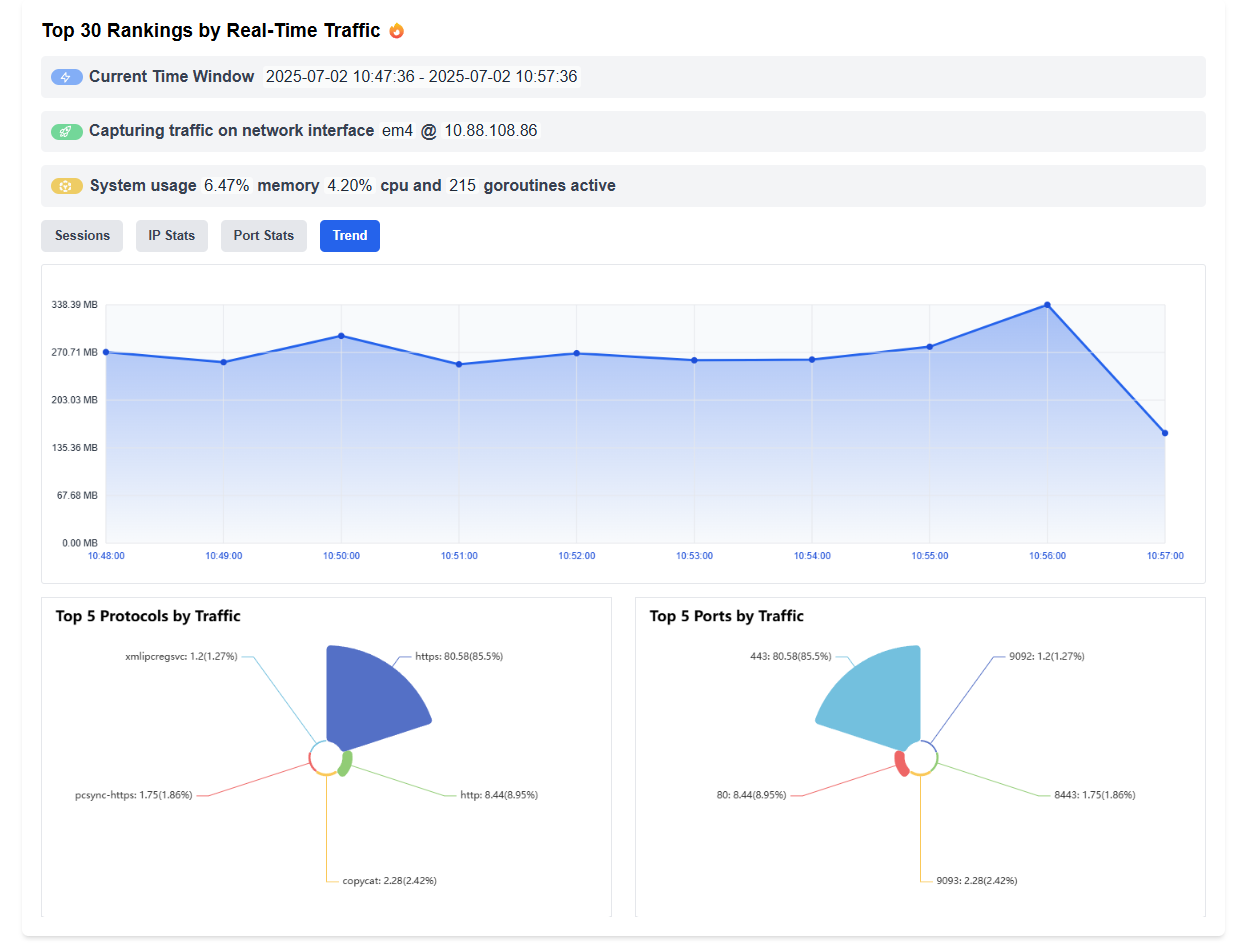 Top 30 Rankings by Real-Time Traffic 🔥
Current Time Window 2025-07-02 10:47:36 - 2025-07-02 10:57:36
Capturing traffic on network interface em4 @ 10.88.108.86
System usage 6.47% memory 4.20% cpu and 215 goroutines active
Sessions IP Stats Port Stats Trend
338.39 MB
270.71 MB
203.03 MB
135.36 MB
67.68 MB
0.00 MB
10:48:00 10:49:00 10:50:00 10:51:00 10:52:00 10:53:00 10:54:00 10:55:00 10:56:00 10:57:00
Top 5 Protocols by Traffic
xmlipcregsvc: 1.2(1.27%) https: 80.58(85.5%)
pcsync-https: 1.75(1.86%) http: 8.44(8.95%)
copycat: 2.28(2.42%)
Top 5 Ports by Traffic
443: 80.58(85.5%) 9092: 1.2(1.27%)
80: 8.44(8.95%) 8443: 1.75(1.86%)
9093: 2.28(2.42%)